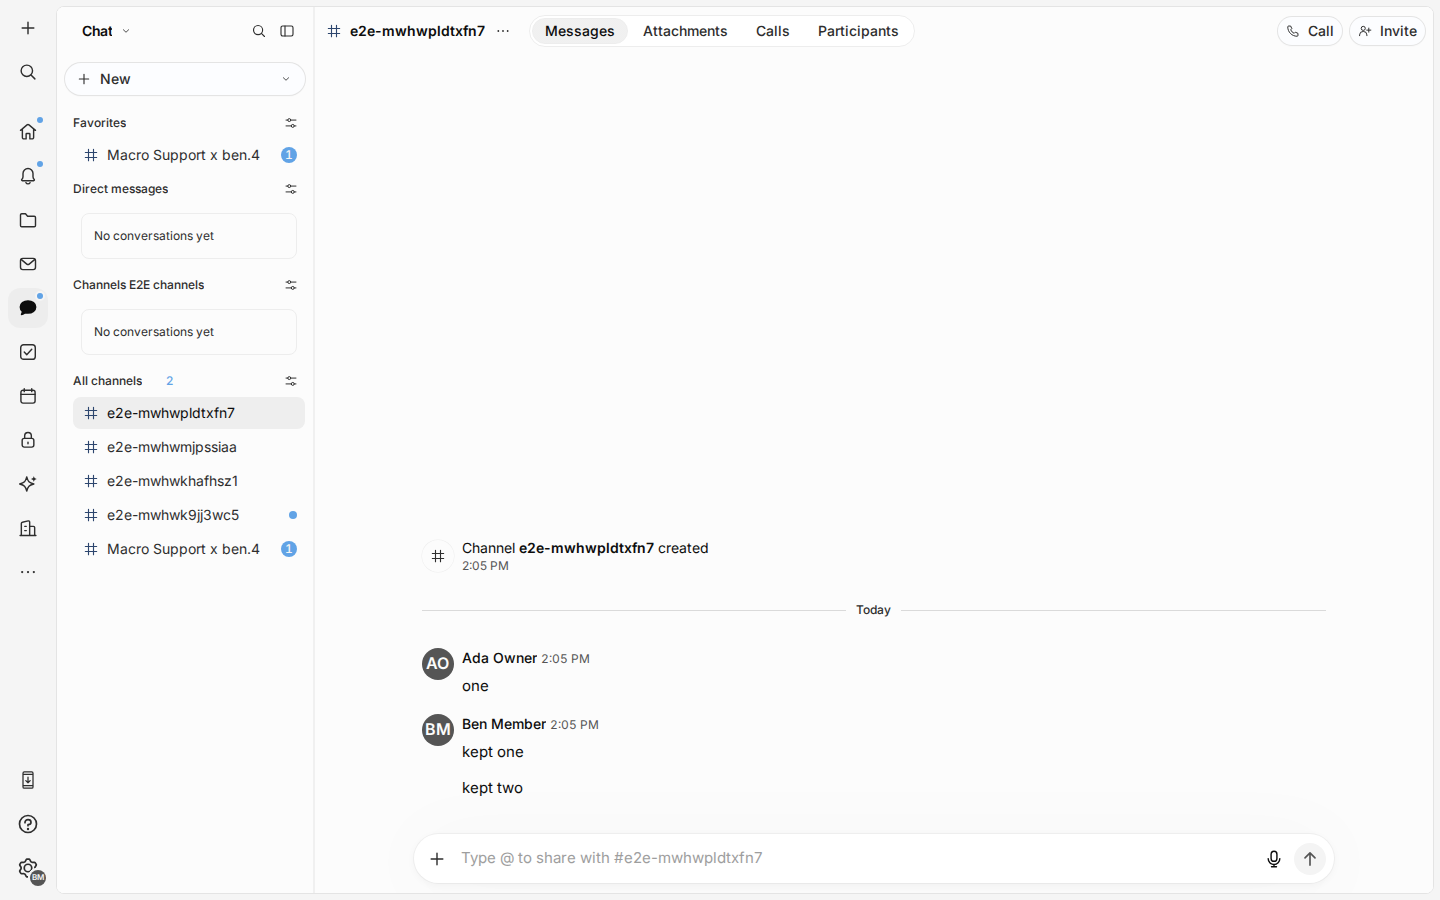 Chat
New
Favorites
Macro Support x ben.4 1
Direct messages
No conversations yet
Channels E2E channels
No conversations yet
All channels 2
e2e-mwhwpldtxfn7
e2e-mwhwmjpssiaa
e2e-mwhwkhafhsz1
e2e-mwhwk9jj3wc5
Macro Support x ben.4 1
BM
e2e-mwhwpldtxfn7 Messages Attachments Calls Participants Call Invite
Channel e2e-mwhwpldtxfn7 created
2:05 PM
Today
AO Ada Owner 2:05 PM
one
BM Ben Member 2:05 PM
kept one
kept two
Type @ to share with #e2e-mwhwpldtxfn7